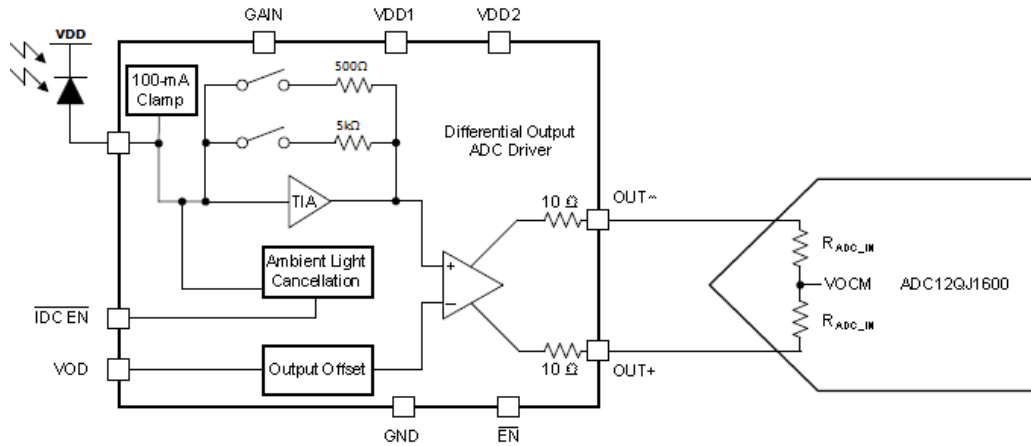 GAIN
VDD1
VDD2
VDD
100-mA
Clamp
500Ω
5kΩ
Differential Output
ADC Driver
TIA
10 Ω
OUT-
RADC_IN
Ambient Light
Cancellation
+
VOCM
ADC12QJ1600
IDC EN
−
RADC_IN
VOD
Output Offset
10 Ω
OUT+
GND
EN